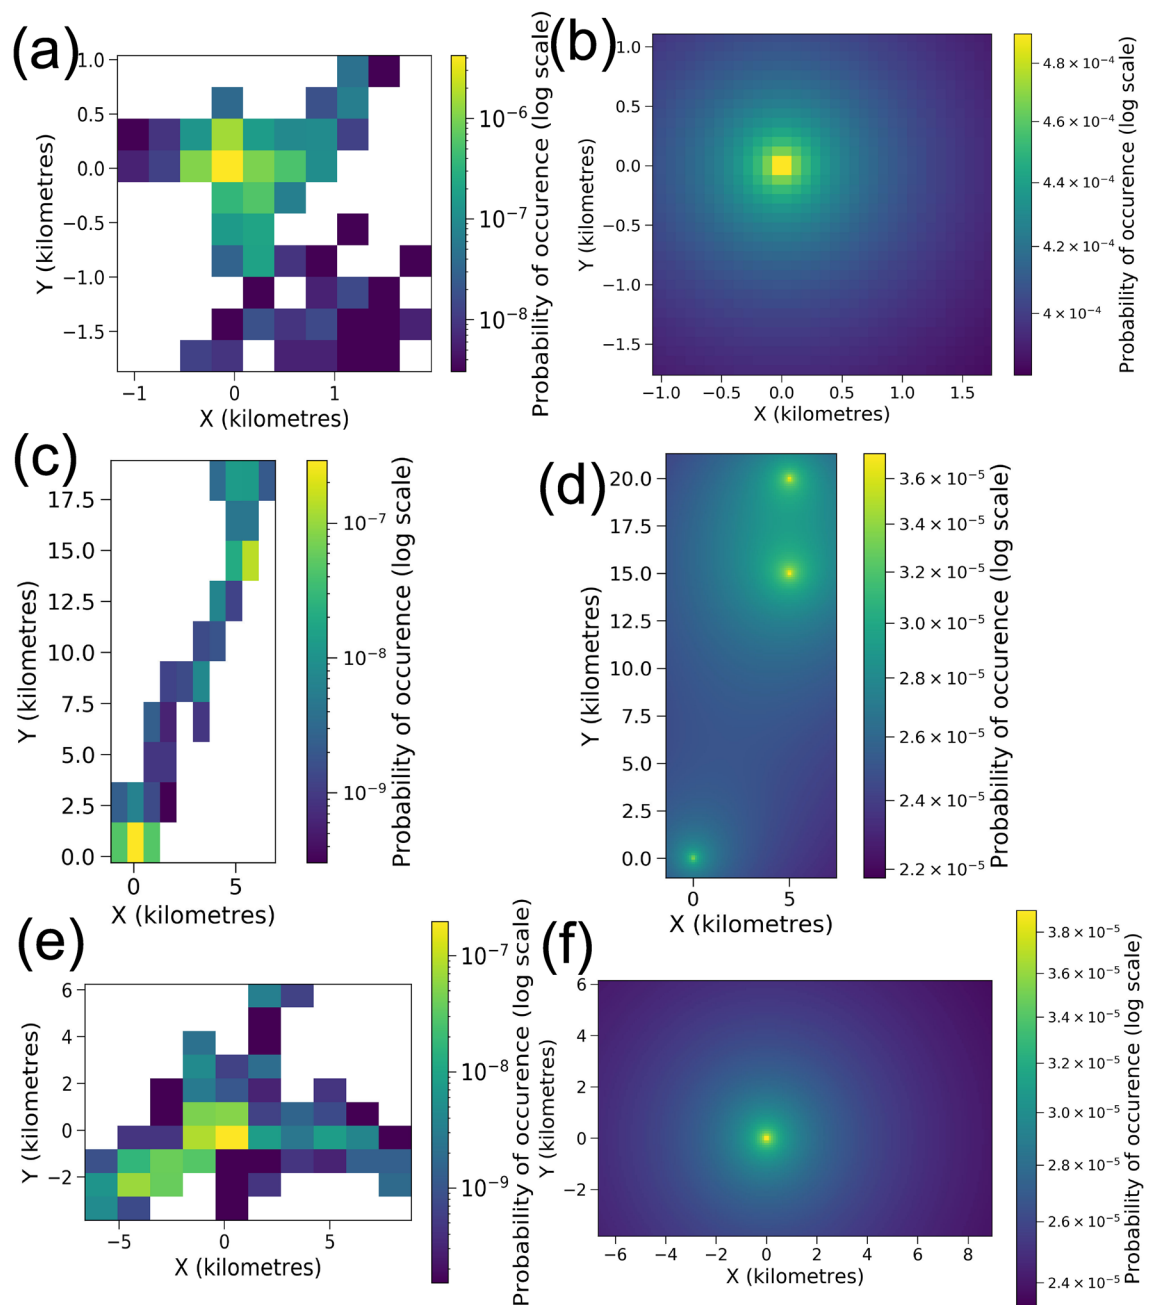 (a)
1.0
0.5
0.0
−0.5
−1.0
−1.5
Y (kilometres)
−1 0 1
X (kilometres)
10⁻⁶
10⁻⁷
10⁻⁸
Probability of occurence (log scale)
(b)
1.0
0.5
0.0
−0.5
−1.0
−1.5
Y (kilometres)
−1.0 −0.5 0.0 0.5 1.0 1.5
X (kilometres)
4.8 × 10⁻⁴
4.6 × 10⁻⁴
4.4 × 10⁻⁴
4.2 × 10⁻⁴
4 × 10⁻⁴
Probability of occurence (log scale)
(c)
17.5
15.0
12.5
10.0
7.5
5.0
2.5
0.0
Y (kilometres)
0 5
X (kilometres)
10⁻⁷
10⁻⁸
10⁻⁹
Probability of occurence (log scale)
(d)
20.0
17.5
15.0
12.5
10.0
7.5
5.0
2.5
0.0
Y (kilometres)
0 5
X (kilometres)
3.6 × 10⁻⁵
3.4 × 10⁻⁵
3.2 × 10⁻⁵
3.0 × 10⁻⁵
2.8 × 10⁻⁵
2.6 × 10⁻⁵
2.4 × 10⁻⁵
2.2 × 10⁻⁵
Probability of occurence (log scale)
(e)
6
4
2
0
−2
Y (kilometres)
−5 0 5
X (kilometres)
10⁻⁷
10⁻⁸
10⁻⁹
Probability of occurence (log scale)
(f)
6
4
2
0
−2
Y (kilometres)
−6 −4 −2 0 2 4 6 8
X (kilometres)
3.8 × 10⁻⁵
3.6 × 10⁻⁵
3.4 × 10⁻⁵
3.2 × 10⁻⁵
3.0 × 10⁻⁵
2.8 × 10⁻⁵
2.6 × 10⁻⁵
2.4 × 10⁻⁵
Probability of occurence (log scale)